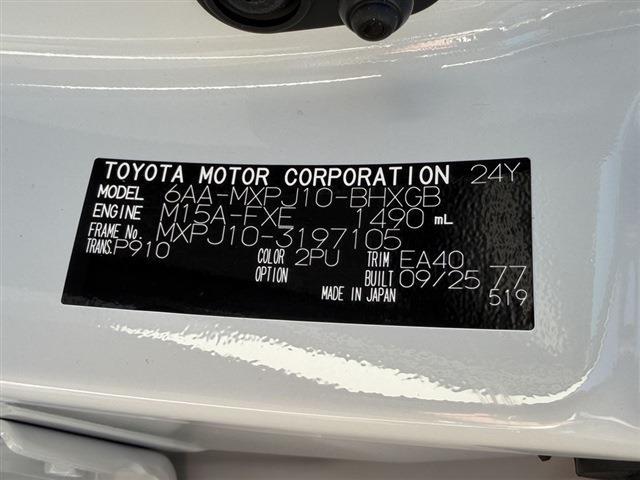 TOYOTA MOTOR CORPORATION 24Y
MODEL 6AA-MXPJ10-BHXGB
ENGINE M15A-FXE 1490 mL
FRAME No. MXPJ10-3197105
TRANS. P910 COLOR 2PU TRIM EA40
OPTION BUILT 09/25 77
MADE IN JAPAN 519